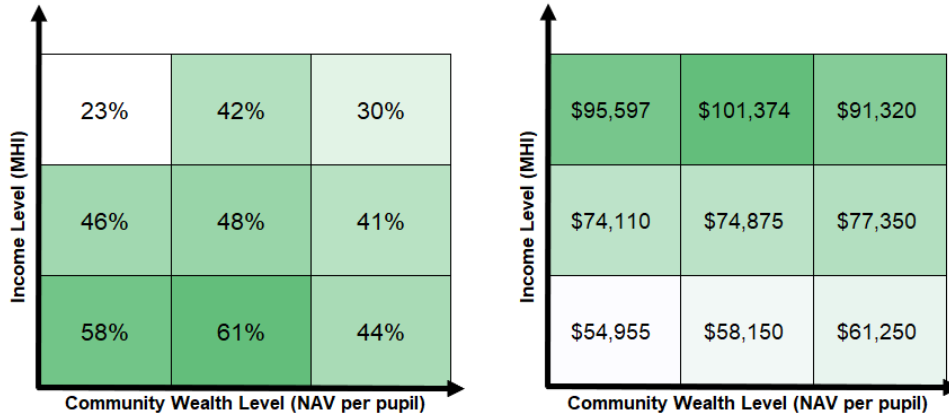 Income Level (MHI)
23% 42% 30%
46% 48% 41%
58% 61% 44%
Community Wealth Level (NAV per pupil)
Income Level (MHI)
$95,597 $101,374 $91,320
$74,110 $74,875 $77,350
$54,955 $58,150 $61,250
Community Wealth Level (NAV per pupil)